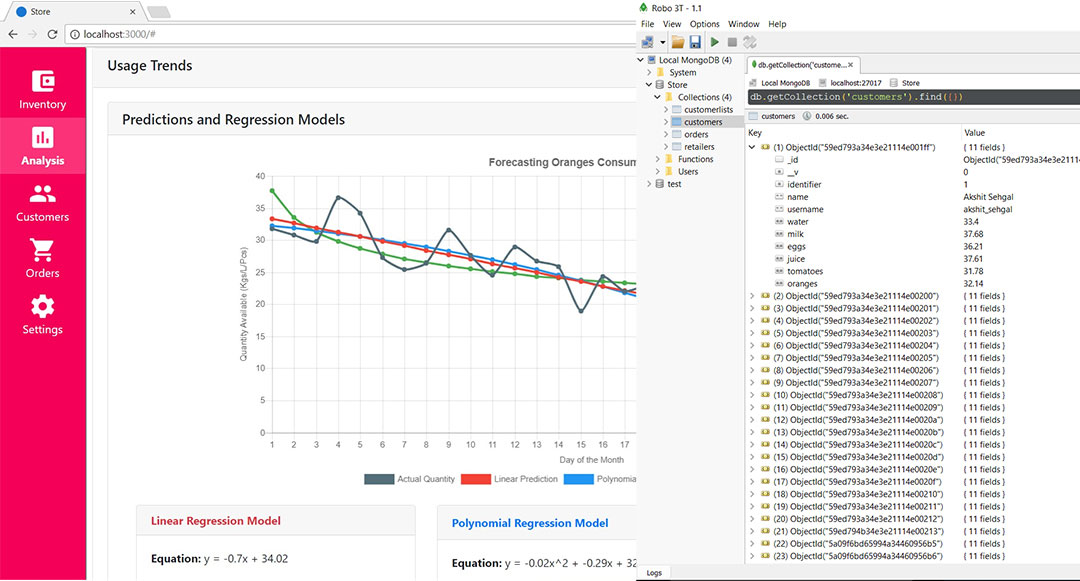 Store
localhost:3000/#
Inventory
Analysis
Customers
Orders
Settings
Usage Trends
Predictions and Regression Models
Forecasting Oranges Consum
Quantity Available (Kgs/L/Pcs)
40
35
30
25
20
15
10
5
0
1 2 3 4 5 6 7 8 9 10 11 12 13 14 15 16 17
Day of the Month
Actual Quantity Linear Prediction Polynomia
Linear Regression Model
Equation: y = -0.7x + 34.02
Polynomial Regression Model
Equation: y = -0.02x^2 + -0.29x + 32
Robo 3T - 1.1
File View Options Window Help
Local MongoDB (4)
System
Store
Collections (4)
customerlists
customers
orders
retailers
Functions
Users
test
db.getCollection('custome...
Local MongoDB localhost:27017 Store
db.getCollection('customers').find({})
customers 0.006 sec.
Key Value
(1) ObjectId("59ed793a34e3e21114e001ff") { 11 fields }
_id ObjectId("59ed793a34e3e21114
__v 0
identifier 1
name Akshit Sehgal
username akshit_sehgal
water 33.4
milk 37.68
eggs 36.21
juice 37.61
tomatoes 31.78
oranges 32.14
(2) ObjectId("59ed793a34e3e21114e00200") { 11 fields }
(3) ObjectId("59ed793a34e3e21114e00201") { 11 fields }
(4) ObjectId("59ed793a34e3e21114e00202") { 11 fields }
(5) ObjectId("59ed793a34e3e21114e00203") { 11 fields }
(6) ObjectId("59ed793a34e3e21114e00204") { 11 fields }
(7) ObjectId("59ed793a34e3e21114e00205") { 11 fields }
(8) ObjectId("59ed793a34e3e21114e00206") { 11 fields }
(9) ObjectId("59ed793a34e3e21114e00207") { 11 fields }
(10) ObjectId("59ed793a34e3e21114e00208") { 11 fields }
(11) ObjectId("59ed793a34e3e21114e00209") { 11 fields }
(12) ObjectId("59ed793a34e3e21114e0020a") { 11 fields }
(13) ObjectId("59ed793a34e3e21114e0020b") { 11 fields }
(14) ObjectId("59ed793a34e3e21114e0020c") { 11 fields }
(15) ObjectId("59ed793a34e3e21114e0020d") { 11 fields }
(16) ObjectId("59ed793a34e3e21114e0020e") { 11 fields }
(17) ObjectId("59ed793a34e3e21114e0020f") { 11 fields }
(18) ObjectId("59ed793a34e3e21114e00210") { 11 fields }
(19) ObjectId("59ed793a34e3e21114e00211") { 11 fields }
(20) ObjectId("59ed793a34e3e21114e00212") { 11 fields }
(21) ObjectId("59ed794b34e3e21114e00213") { 11 fields }
(22) ObjectId("5a09f6bd65994a34460956b5") { 11 fields }
(23) ObjectId("5a09f6bd65994a34460956b6") { 11 fields }
Logs